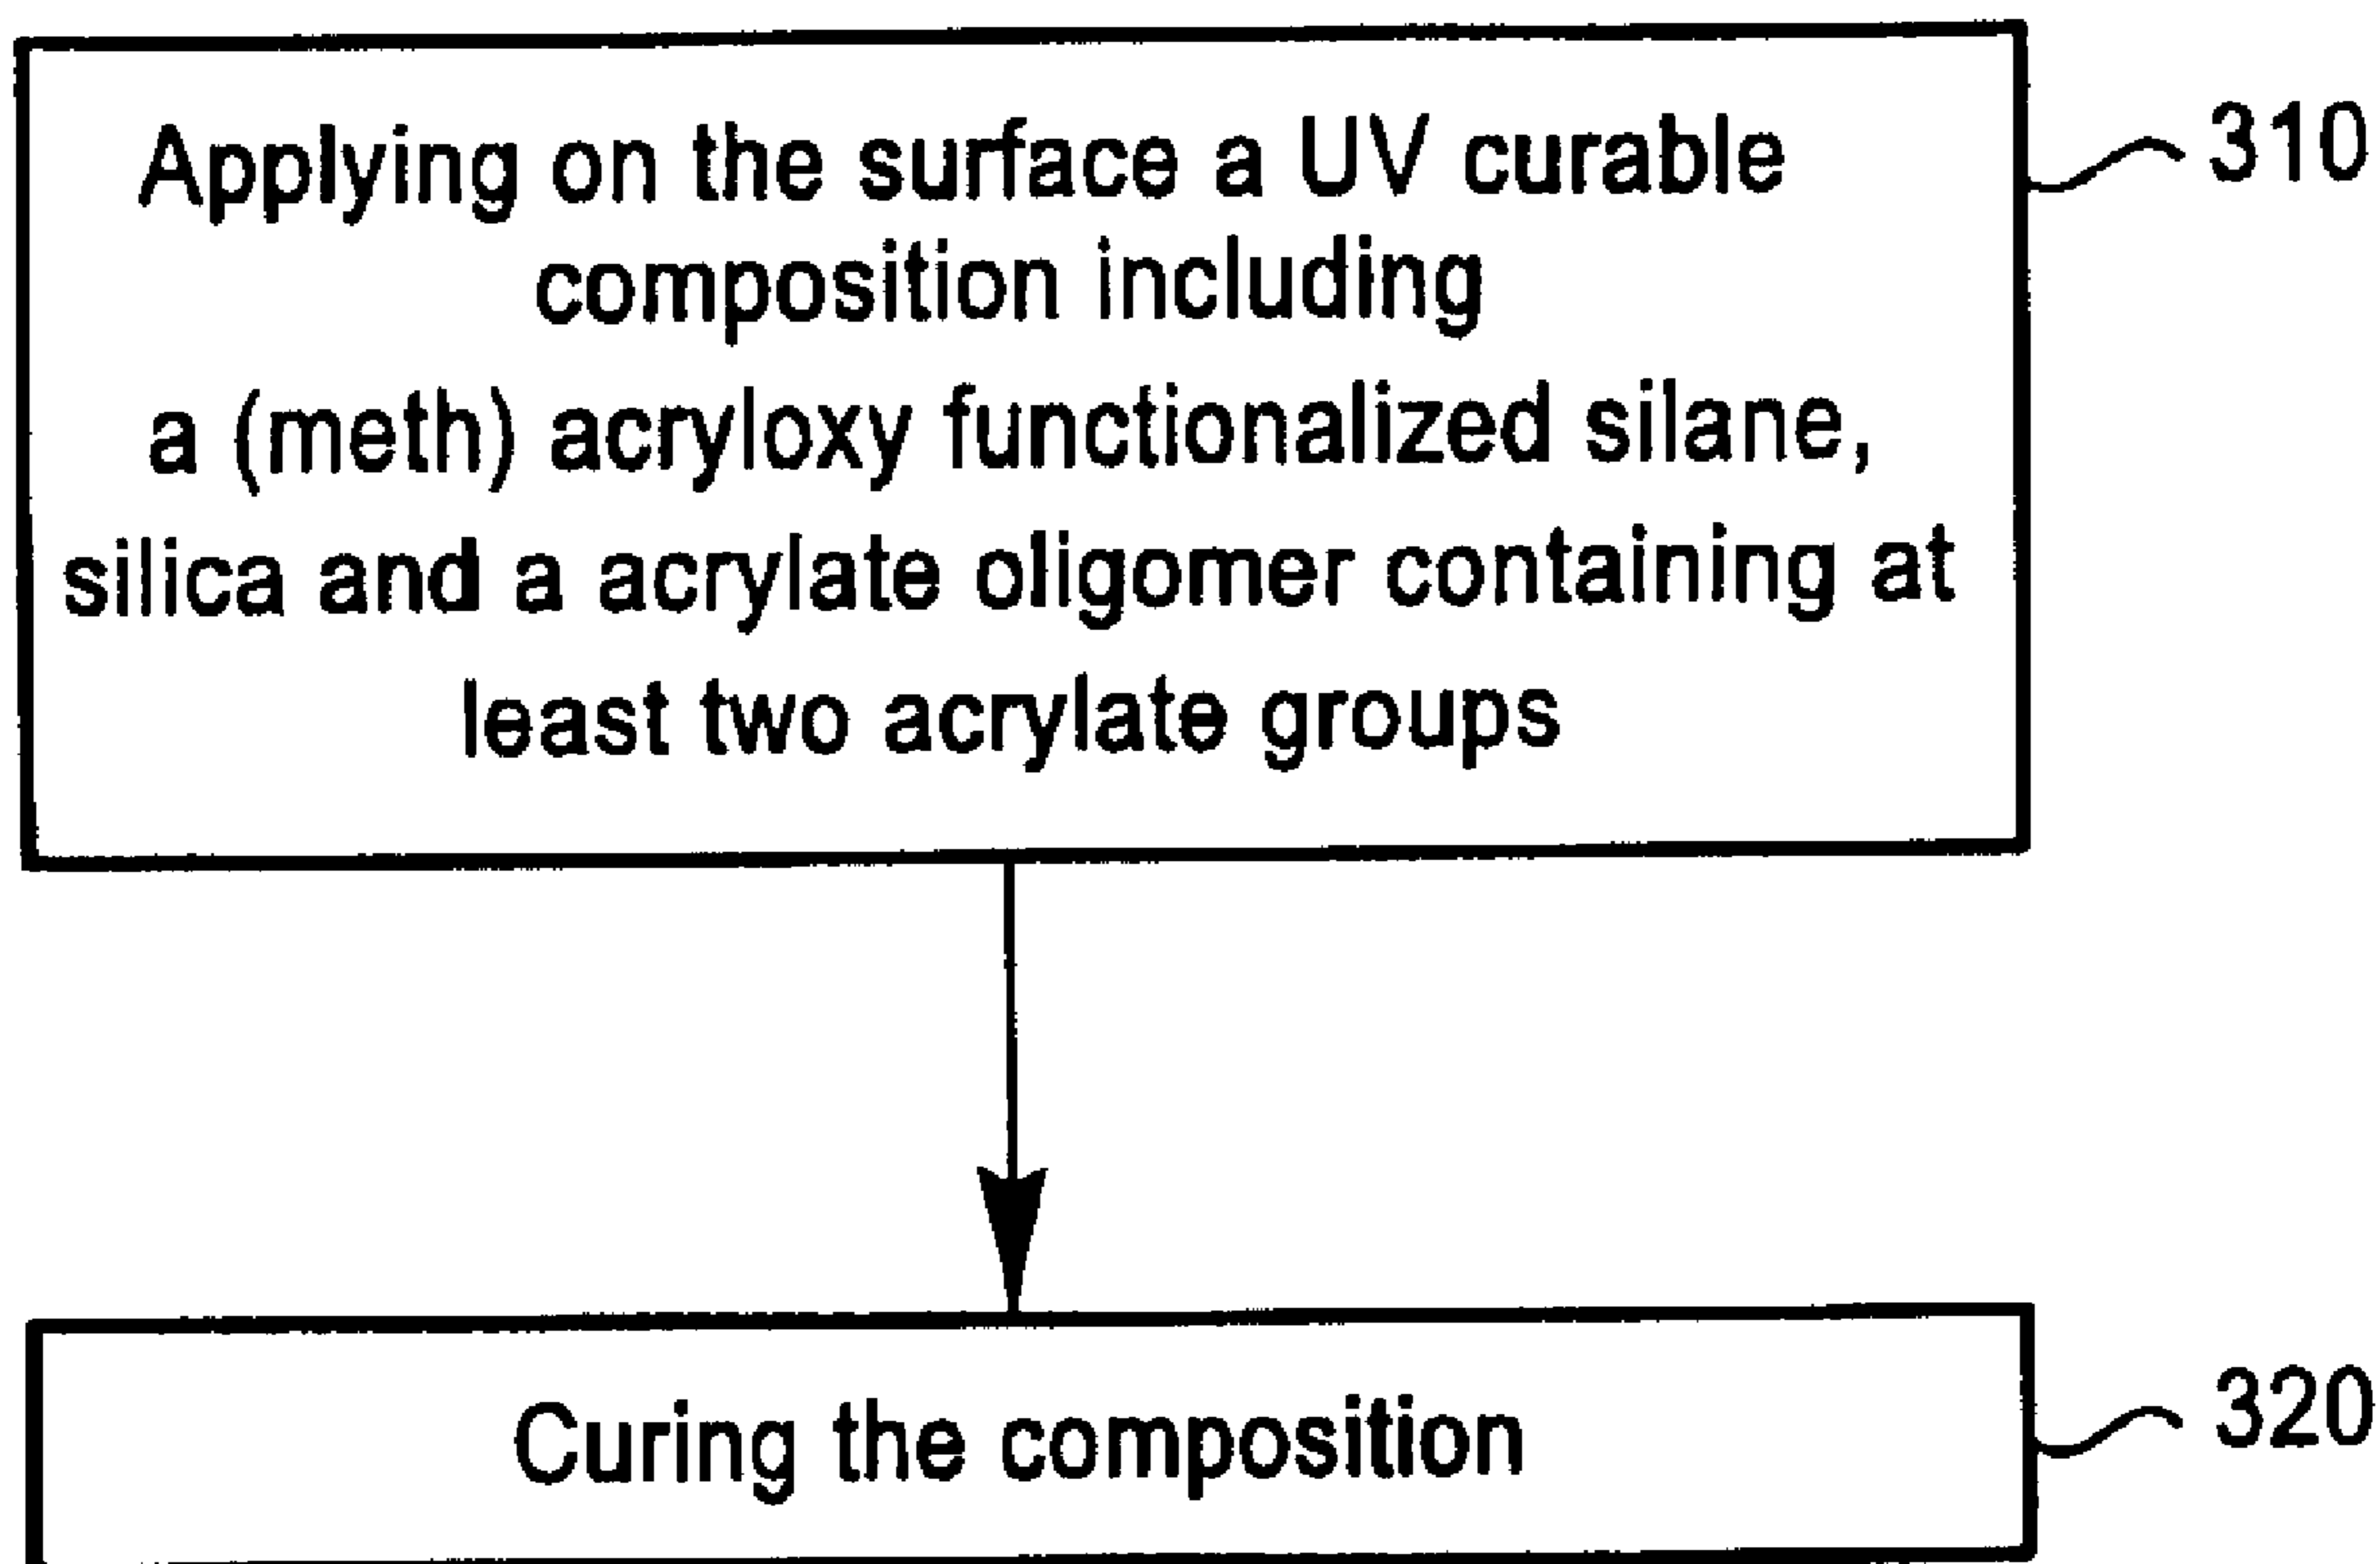 Applying on the surface a UV curable
composition including
a (meth) acryloxy functionalized silane,
silica and a acrylate oligomer containing at
least two acrylate groups
310
Curing the composition
320